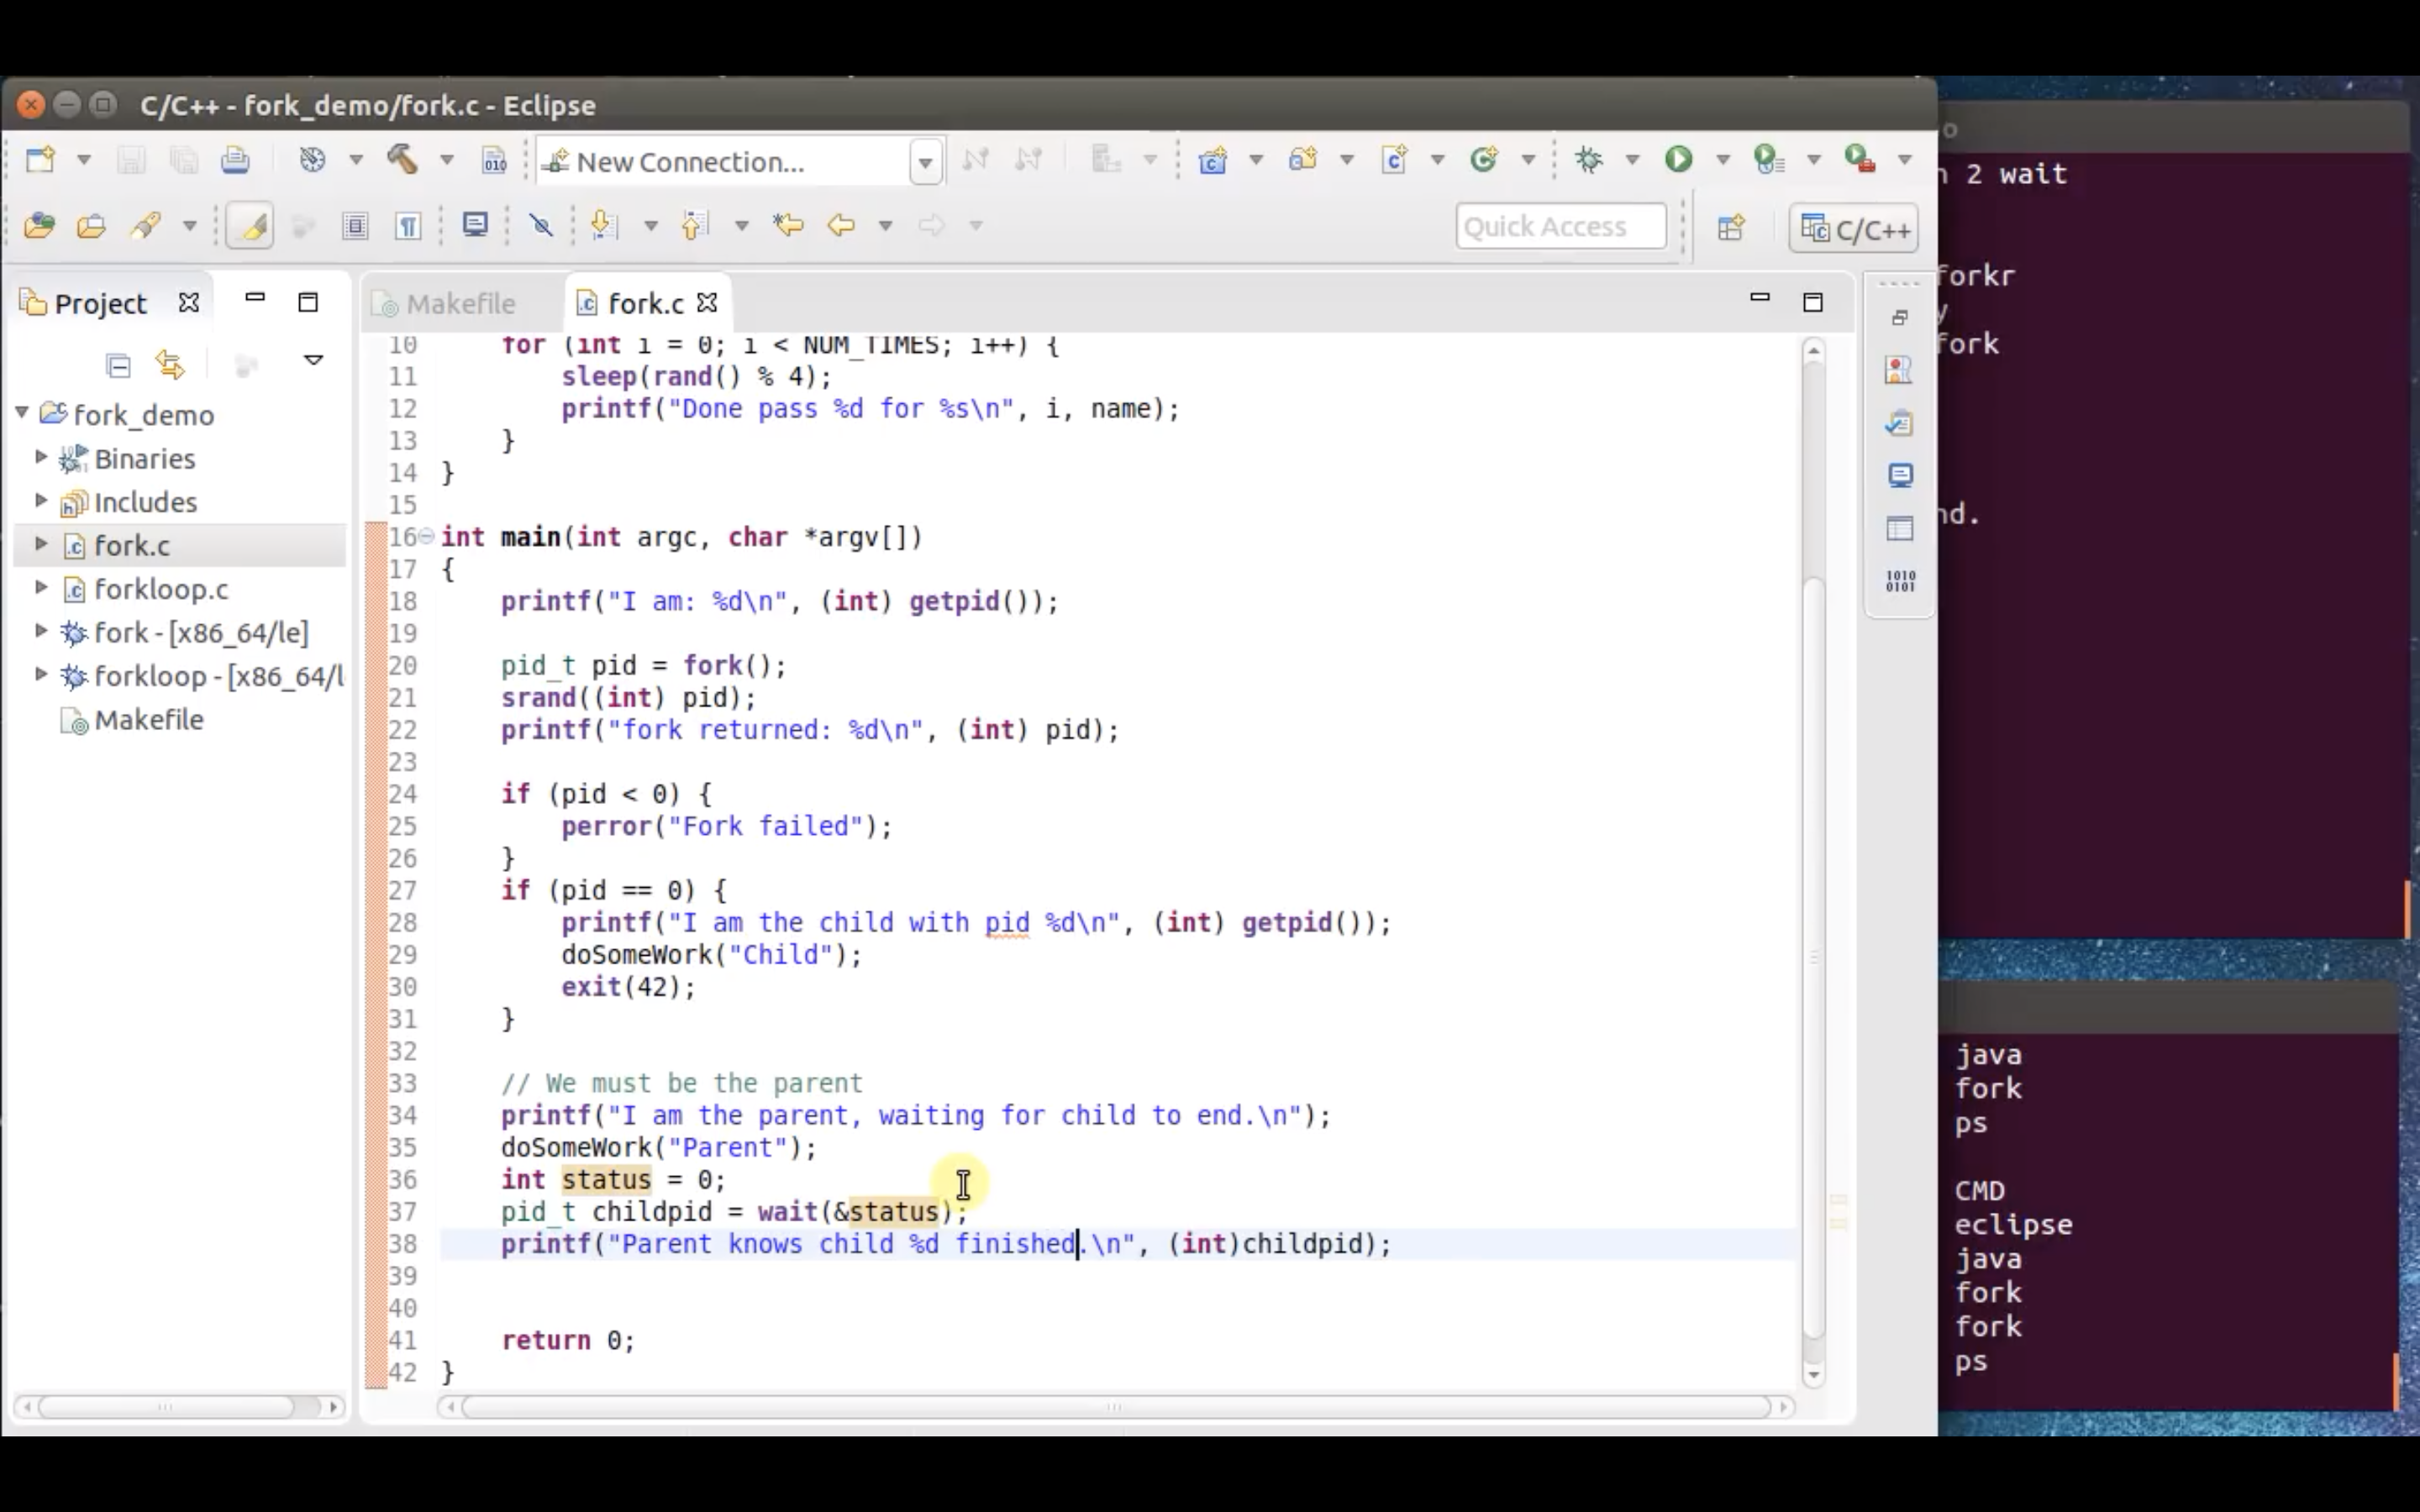 C/C++ - fork_demo/fork.c - Eclipse
New Connection...
Quick Access
C/C++
Project
fork_demo
Binaries
Includes
fork.c
forkloop.c
fork - [x86_64/le]
forkloop - [x86_64/l
Makefile
Makefile
fork.c
10 for (int i = 0; i < NUM_TIMES; i++) {
11 sleep(rand() % 4);
12 printf("Done pass %d for %s\n", i, name);
13 }
14 }
15
16 int main(int argc, char *argv[])
17 {
18 printf("I am: %d\n", (int) getpid());
19
20 pid_t pid = fork();
21 srand((int) pid);
22 printf("fork returned: %d\n", (int) pid);
23
24 if (pid < 0) {
25 perror("Fork failed");
26 }
27 if (pid == 0) {
28 printf("I am the child with pid %d\n", (int) getpid());
29 doSomeWork("Child");
30 exit(42);
31 }
32
33 // We must be the parent
34 printf("I am the parent, waiting for child to end.\n");
35 doSomeWork("Parent");
36 int status = 0;
37 pid_t childpid = wait(&status);
38 printf("Parent knows child %d finished.\n", (int)childpid);
39
40
41 return 0;
42 }
1010
0101
o
n 2 wait
forkr
y
fork
nd.
java
fork
ps
CMD
eclipse
java
fork
fork
ps